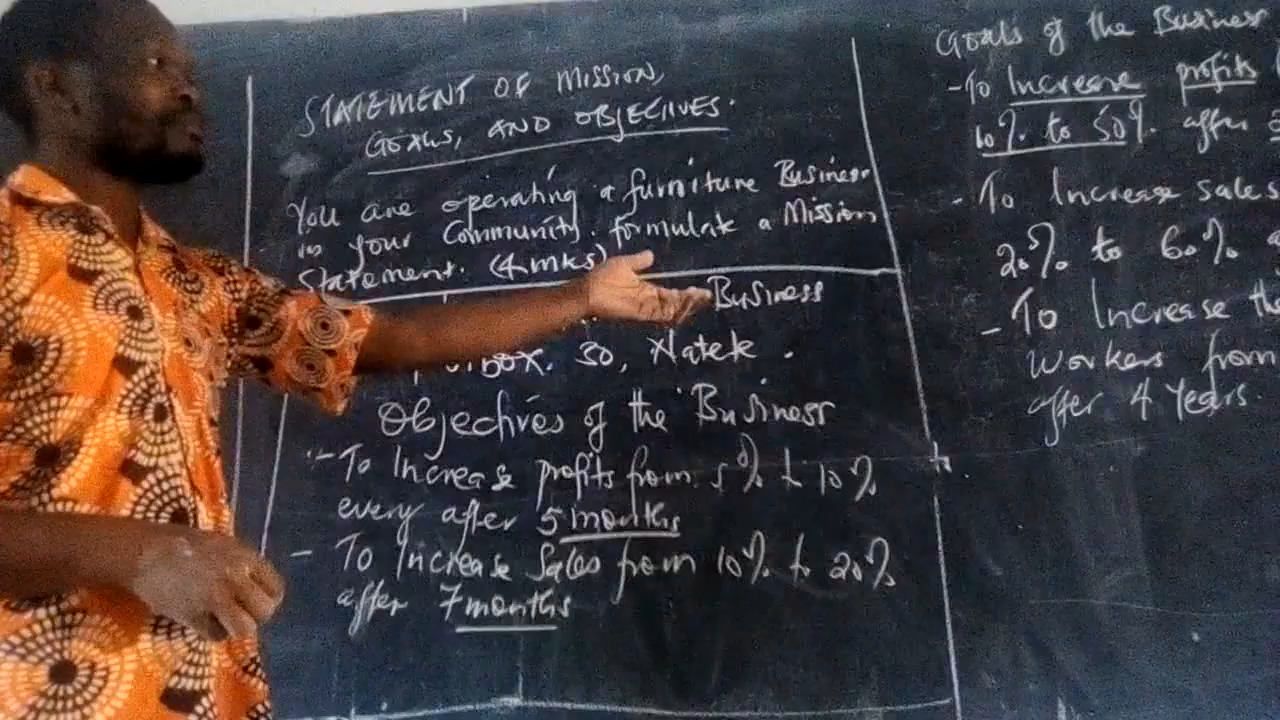 STATEMENT OF MISSION,
GOALS, AND OBJECTIVES.
You are operating a furniture Business
in your Community. formulate a Mission
Statement. (4mks)
Business
BOX. 30,
Objectives of the Business
- To Increase profits from 5% to 10%
every after 5 months
- To Increase Sales from 10% to 20%
after 7 months
Goals of the Business
- To Increase profits
to 50% after
- To Increase sales
20% to 60%
- To Increase the
Workers from
after 4 Years.